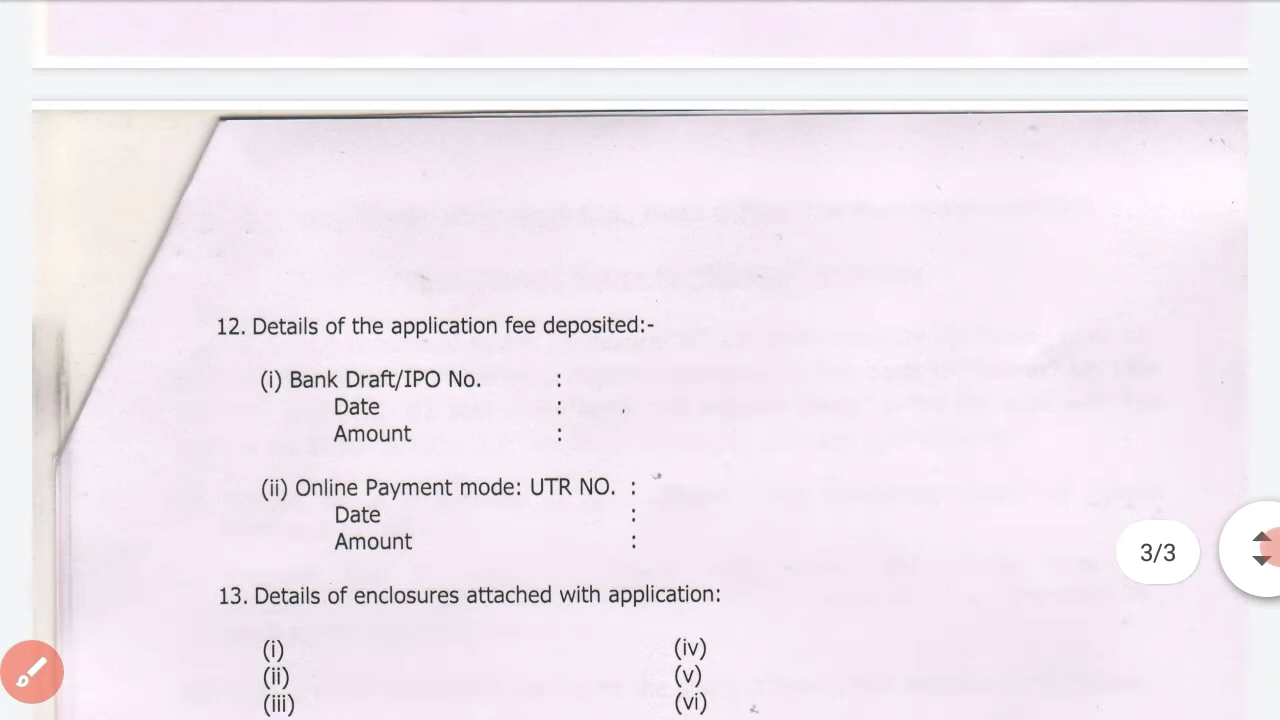 12. Details of the application fee deposited:-
(i) Bank Draft/IPO No. :
Date :
Amount :
(ii) Online Payment mode: UTR NO. :
Date :
Amount :
3/3
13. Details of enclosures attached with application:
(i) (iv)
(ii) (v)
(iii) (vi)